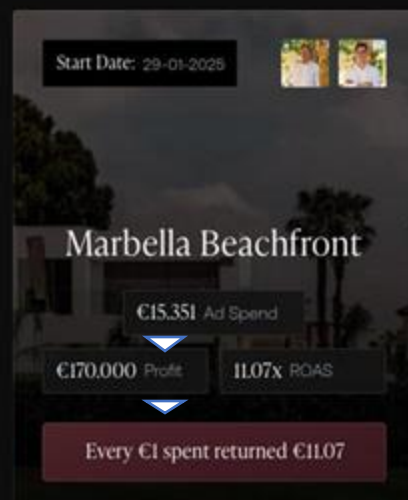 Start Date: 29-01-2025
Marbella Beachfront
€15.351 Ad Spend
€170.000 Profit 11.07x ROAS
Every €1 spent returned €11.07